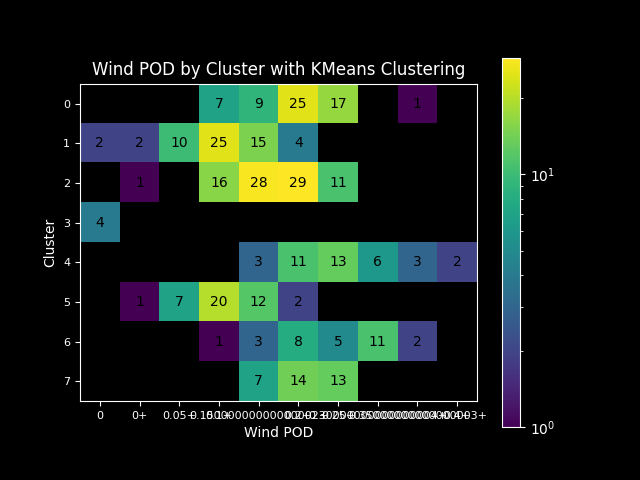 Wind POD by Cluster with KMeans Clustering
0 7 9 25 17 1
1 2 2 10 25 15 4
2 1 16 28 29 11
3 4
4 3 11 13 6 3 2
5 1 7 20 12 2
6 1 3 8 5 11 2
7 7 14 13
0 0+ 0.05+
Wind POD
Cluster
10¹
10⁰